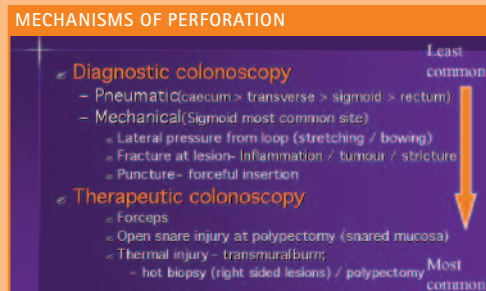 MECHANISMS OF PERFORATION
Least
common
Diagnostic colonoscopy
– Pneumatic(caecum > transverse > sigmoid > rectum)
– Mechanical(Sigmoid most common site)
Lateral pressure from loop (stretching / bowing)
Fracture at lesion– Inflammation / tumour / stricture
Puncture– forceful insertion
Therapeutic colonoscopy
Forceps
Open snare injury at polypectomy (snared mucosa)
Thermal injury – transmuralburn;
– hot biopsy (right sided lesions) / polypectomy
Most
common